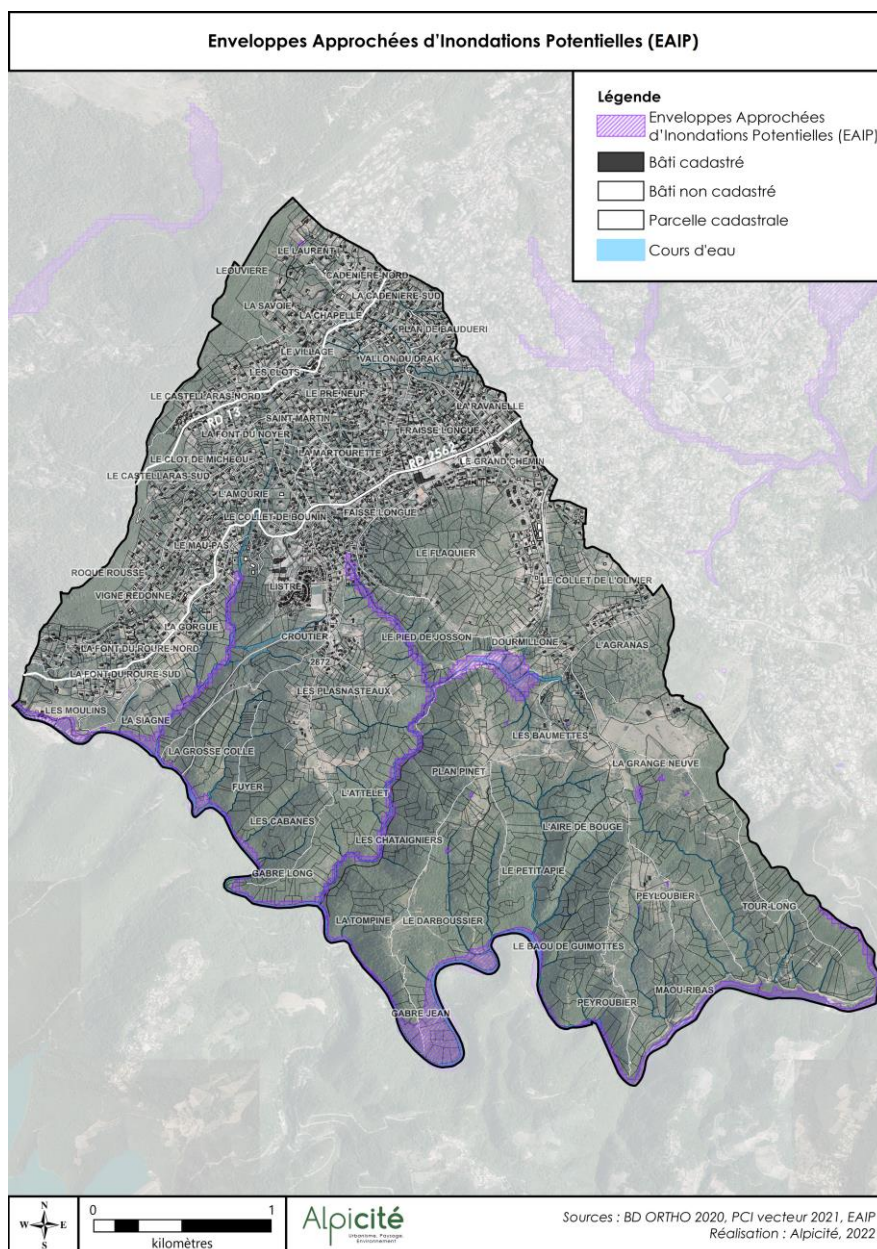 Enveloppes Approchées d'Inondations Potentielles (EAIP)
Légende
Enveloppes Approchées
d'Inondations Potentielles (EAIP)
Bâti cadastré
Bâti non cadastré
Parcelle cadastrale
Cours d'eau
LE LAURENT
LEOUVIERE
CADENIERE-NORD
LA SAVOIE
LA CADENIERE-SUD
LA CHAPELLE
PLAN DE BAUDUERI
LE VILLAGE
VALLON DU DRAK
LES CLOTS
LE CASTELLARAS-NORD
LE PRE NEUF
RD 13
SAINT-MARTIN
LA RAVANELLE
LA FONT DU NOYER
FRAISSE LONGUE
LA MARTOURETTE
RD 2562
LE CLOT DE MICHEOU
LE GRAND CHEMIN
LE CASTELLARAS-SUD
L'AMOURIE
LE COLLET DE BOUNIN
FAISSE LONGUE
LE MAU-PAS
LE FLAQUIER
ROQUE ROUSSE
LISTRE
LE COLLET DE L'OLIVIER
VIGNE REDONNE
LA GORGUE
CROUTIER
LE PIED DE JOSSON
DOURMILLONE
L'AGRANAS
LA FONT DU ROURE-NORD
2872
LA FONT DU ROURE-SUD
LES PLASNASTEAUX
LES MOULINS
LA SIAGNE
LES BAUMETTES
LA GROSSE COLLE
LA GRANGE NEUVE
PLAN PINET
FUYER
L'ATTELET
LES CABANES
L'AIRE DE BOUGE
LES CHATAIGNIERS
GABRE LONG
LE PETIT APIE
PEYLOUBIER
TOUR-LONG
LA TOMPINE
LE DARBOUSSIER
LE BAOU DE GUIMOTTES
MAOU-RIBAS
PEYROUBIER
GABRE JEAN
N
W E
S
0 1
kilomètres
Alpicité
Urbanisme, Paysage,
Environnement
Sources : BD ORTHO 2020, PCI vecteur 2021, EAIP
Réalisation : Alpicité, 2022